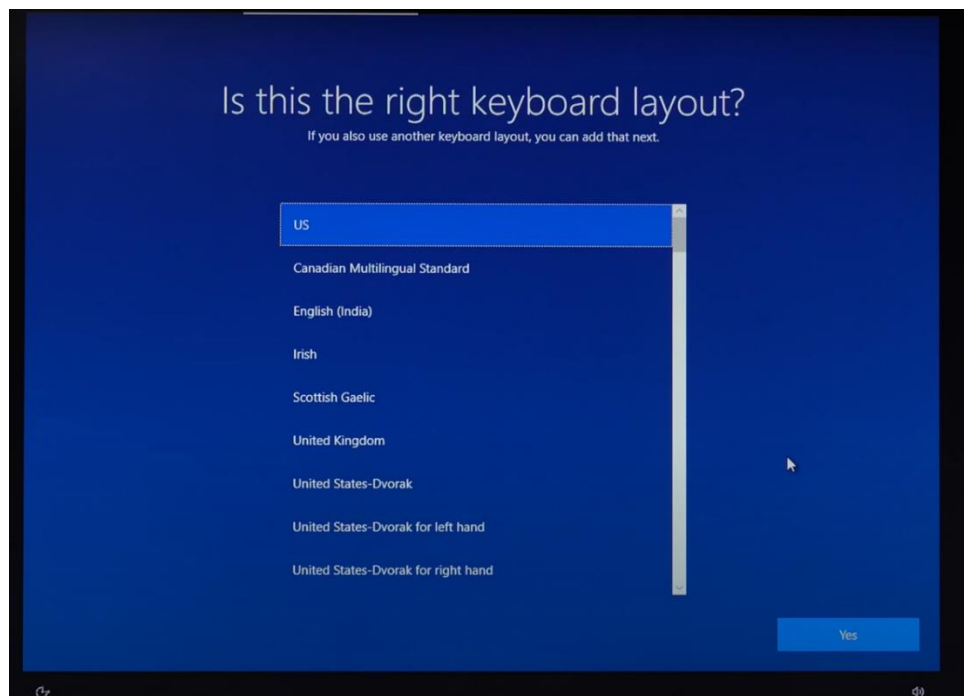 Is this the right keyboard layout?
If you also use another keyboard layout, you can add that next.
US
Canadian Multilingual Standard
English (India)
Irish
Scottish Gaelic
United Kingdom
United States-Dvorak
United States-Dvorak for left hand
United States-Dvorak for right hand
Yes